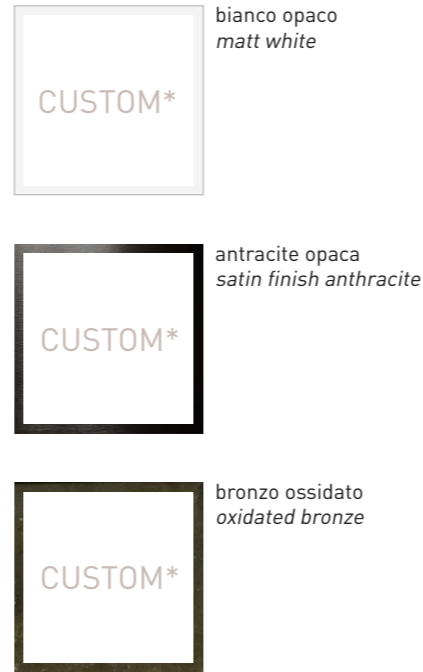 bianco opaco
matt white
CUSTOM*
antracite opaca
satin finish anthracite
CUSTOM*
bronzo ossidato
oxidated bronze
CUSTOM*